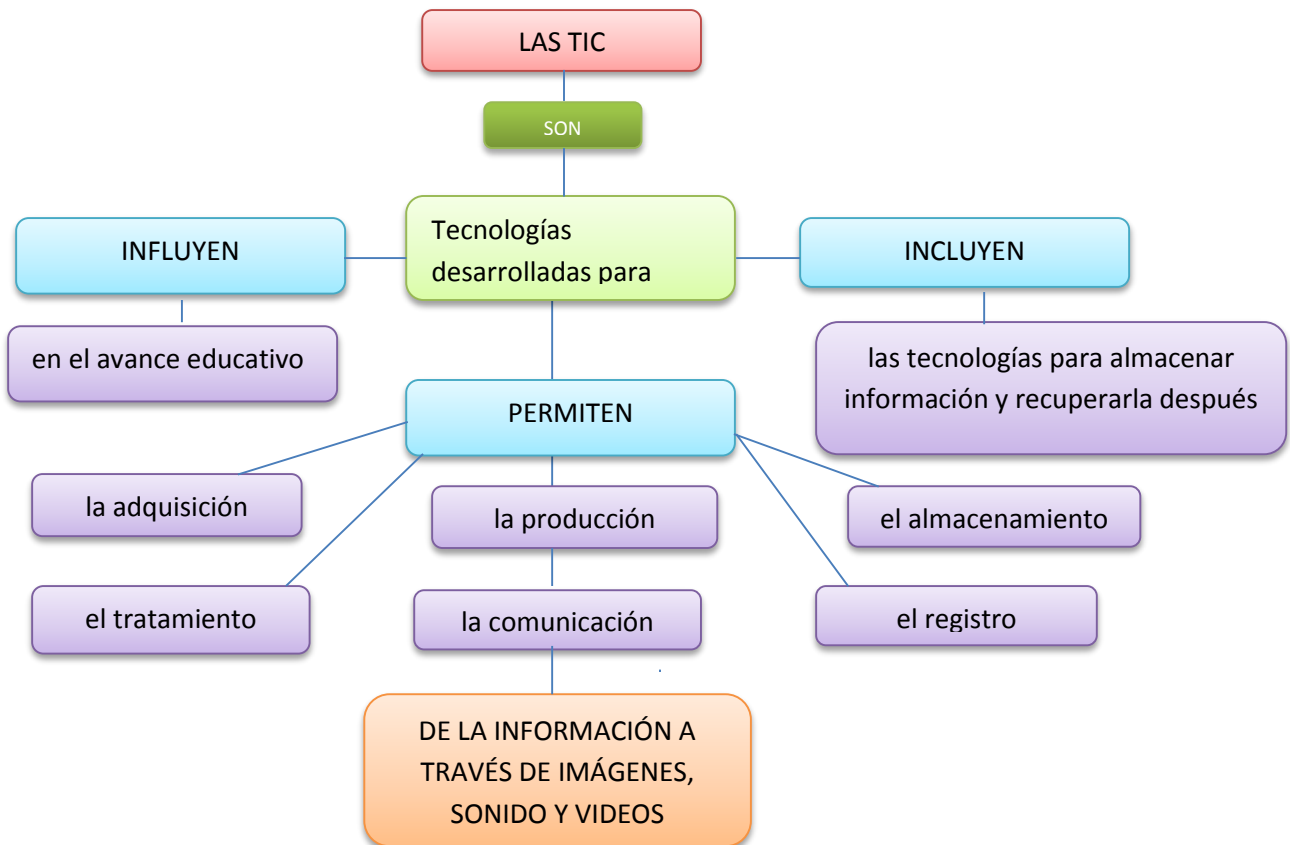 LAS TIC
SON
INFLUYEN
Tecnologías
desarrolladas para
INCLUYEN
en el avance educativo
las tecnologías para almacenar
información y recuperarla después
PERMITEN
la adquisición
la producción
el almacenamiento
el tratamiento
la comunicación
el registro
DE LA INFORMACIÓN A
TRAVÉS DE IMÁGENES,
SONIDO Y VIDEOS